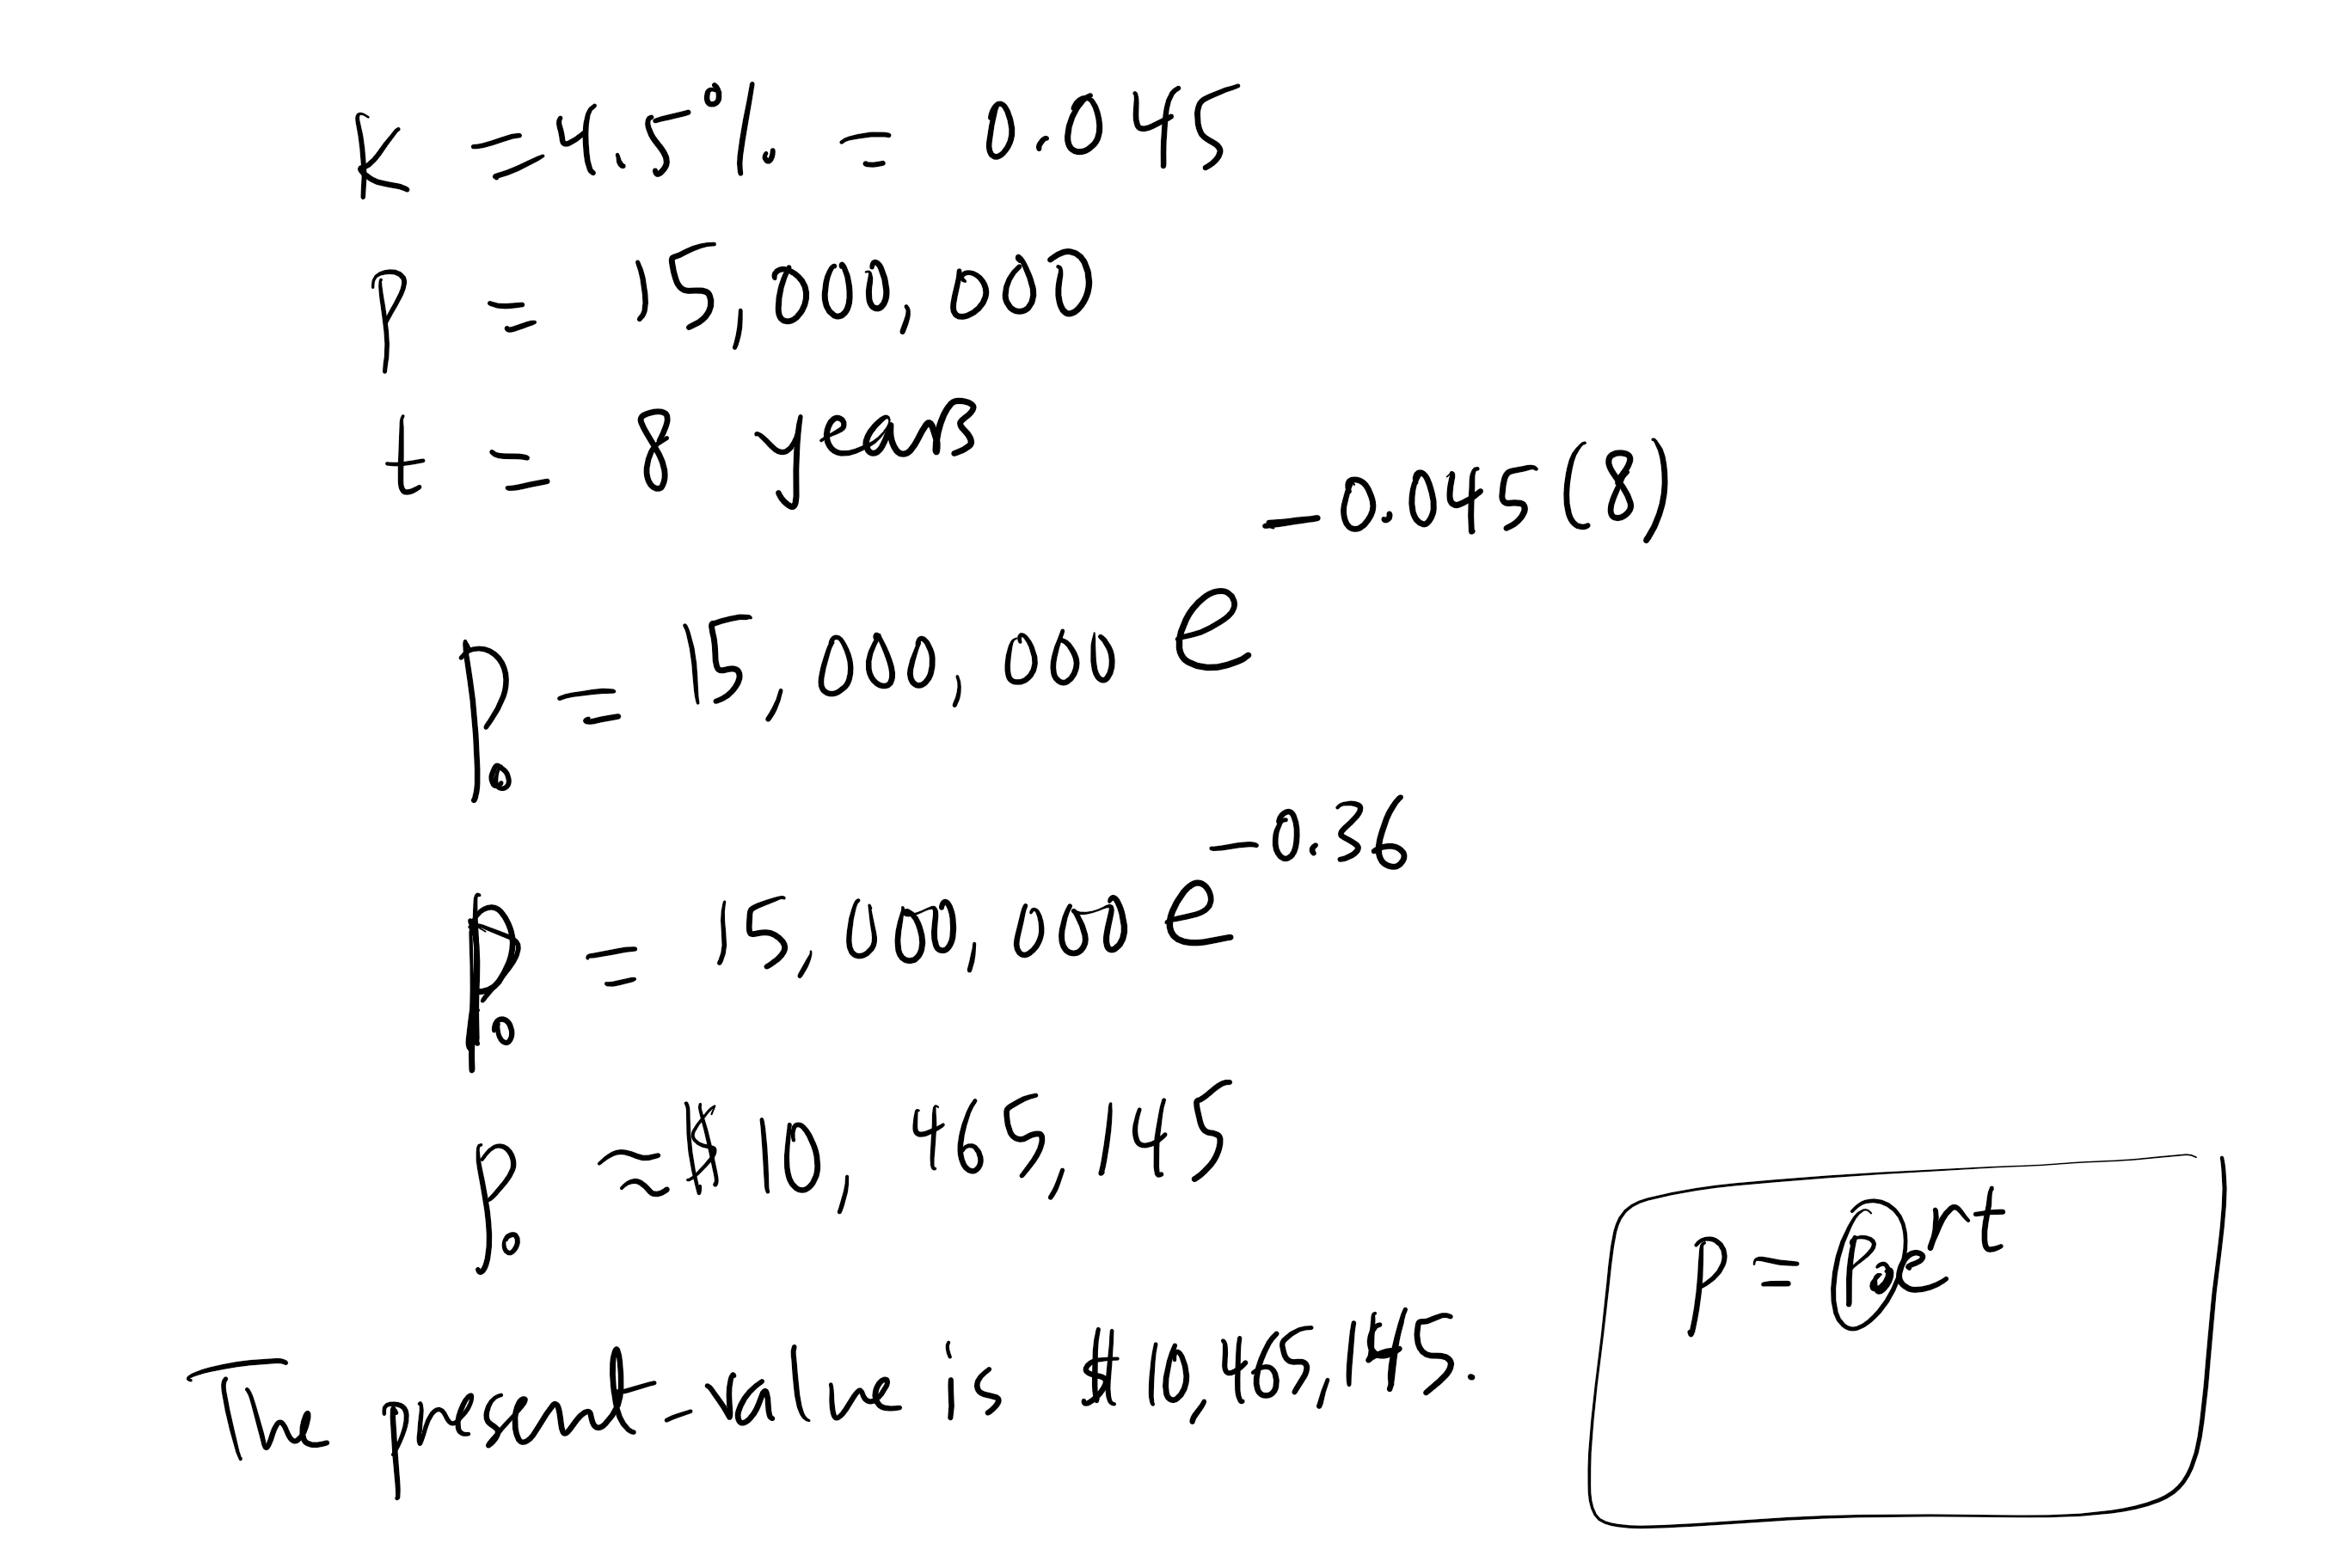 k = 4.5% = 0.045
P = 15,000,000
t = 8 years
P₀ = 15,000,000 e^{-0.045(8)}
P₀ = 15,000,000 e^{-0.36}
P₀ ≈ $10,465,145
The present-value is $10,465,145.
P = P₀e^{rt}